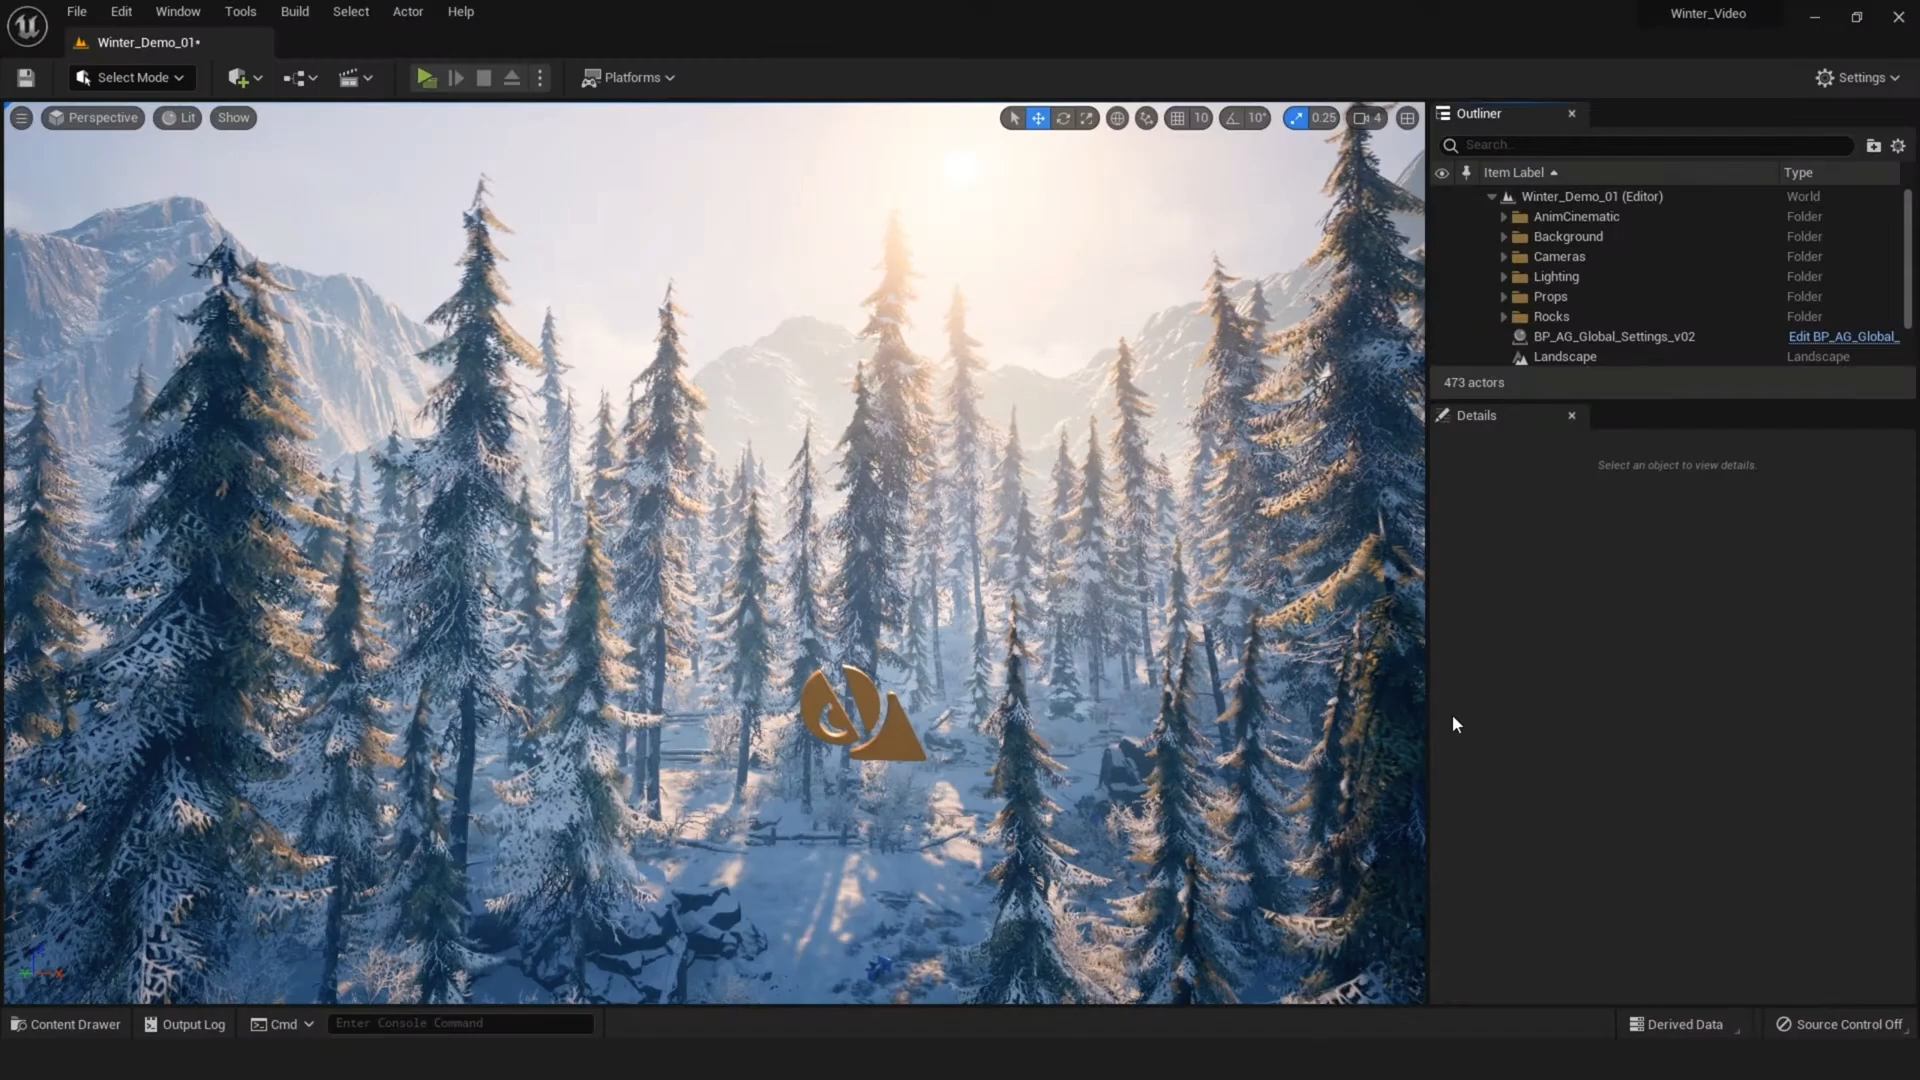 File Edit Window Tools Build Select Actor Help
Winter_Video
Winter_Demo_01•
Select Mode
Platforms
Settings
Perspective Lit Show
10 10° 0.25 4
Outliner
Search...
Item Label Type
Winter_Demo_01 (Editor) World
AnimCinematic Folder
Background Folder
Cameras Folder
Lighting Folder
Props Folder
Rocks Folder
BP_AG_Global_Settings_v02 Edit BP_AG_Global_
Landscape Landscape
473 actors
Details
Select an object to view details.
Content Drawer Output Log Cmd Enter Console Command Derived Data Source Control Off